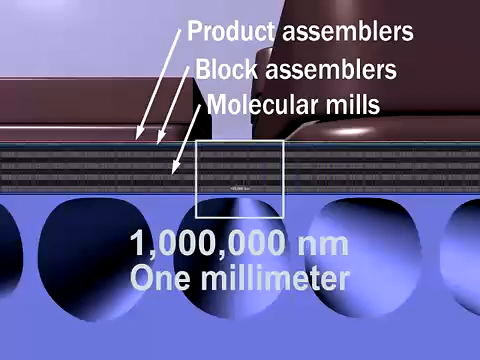 Product assemblers
Block assemblers
Molecular mills
1,000,000 nm
One millimeter